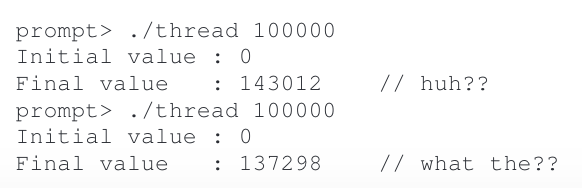 prompt> ./thread 100000
Initial value : 0
Final value   : 143012    // huh??
prompt> ./thread 100000
Initial value : 0
Final value   : 137298    // what the??